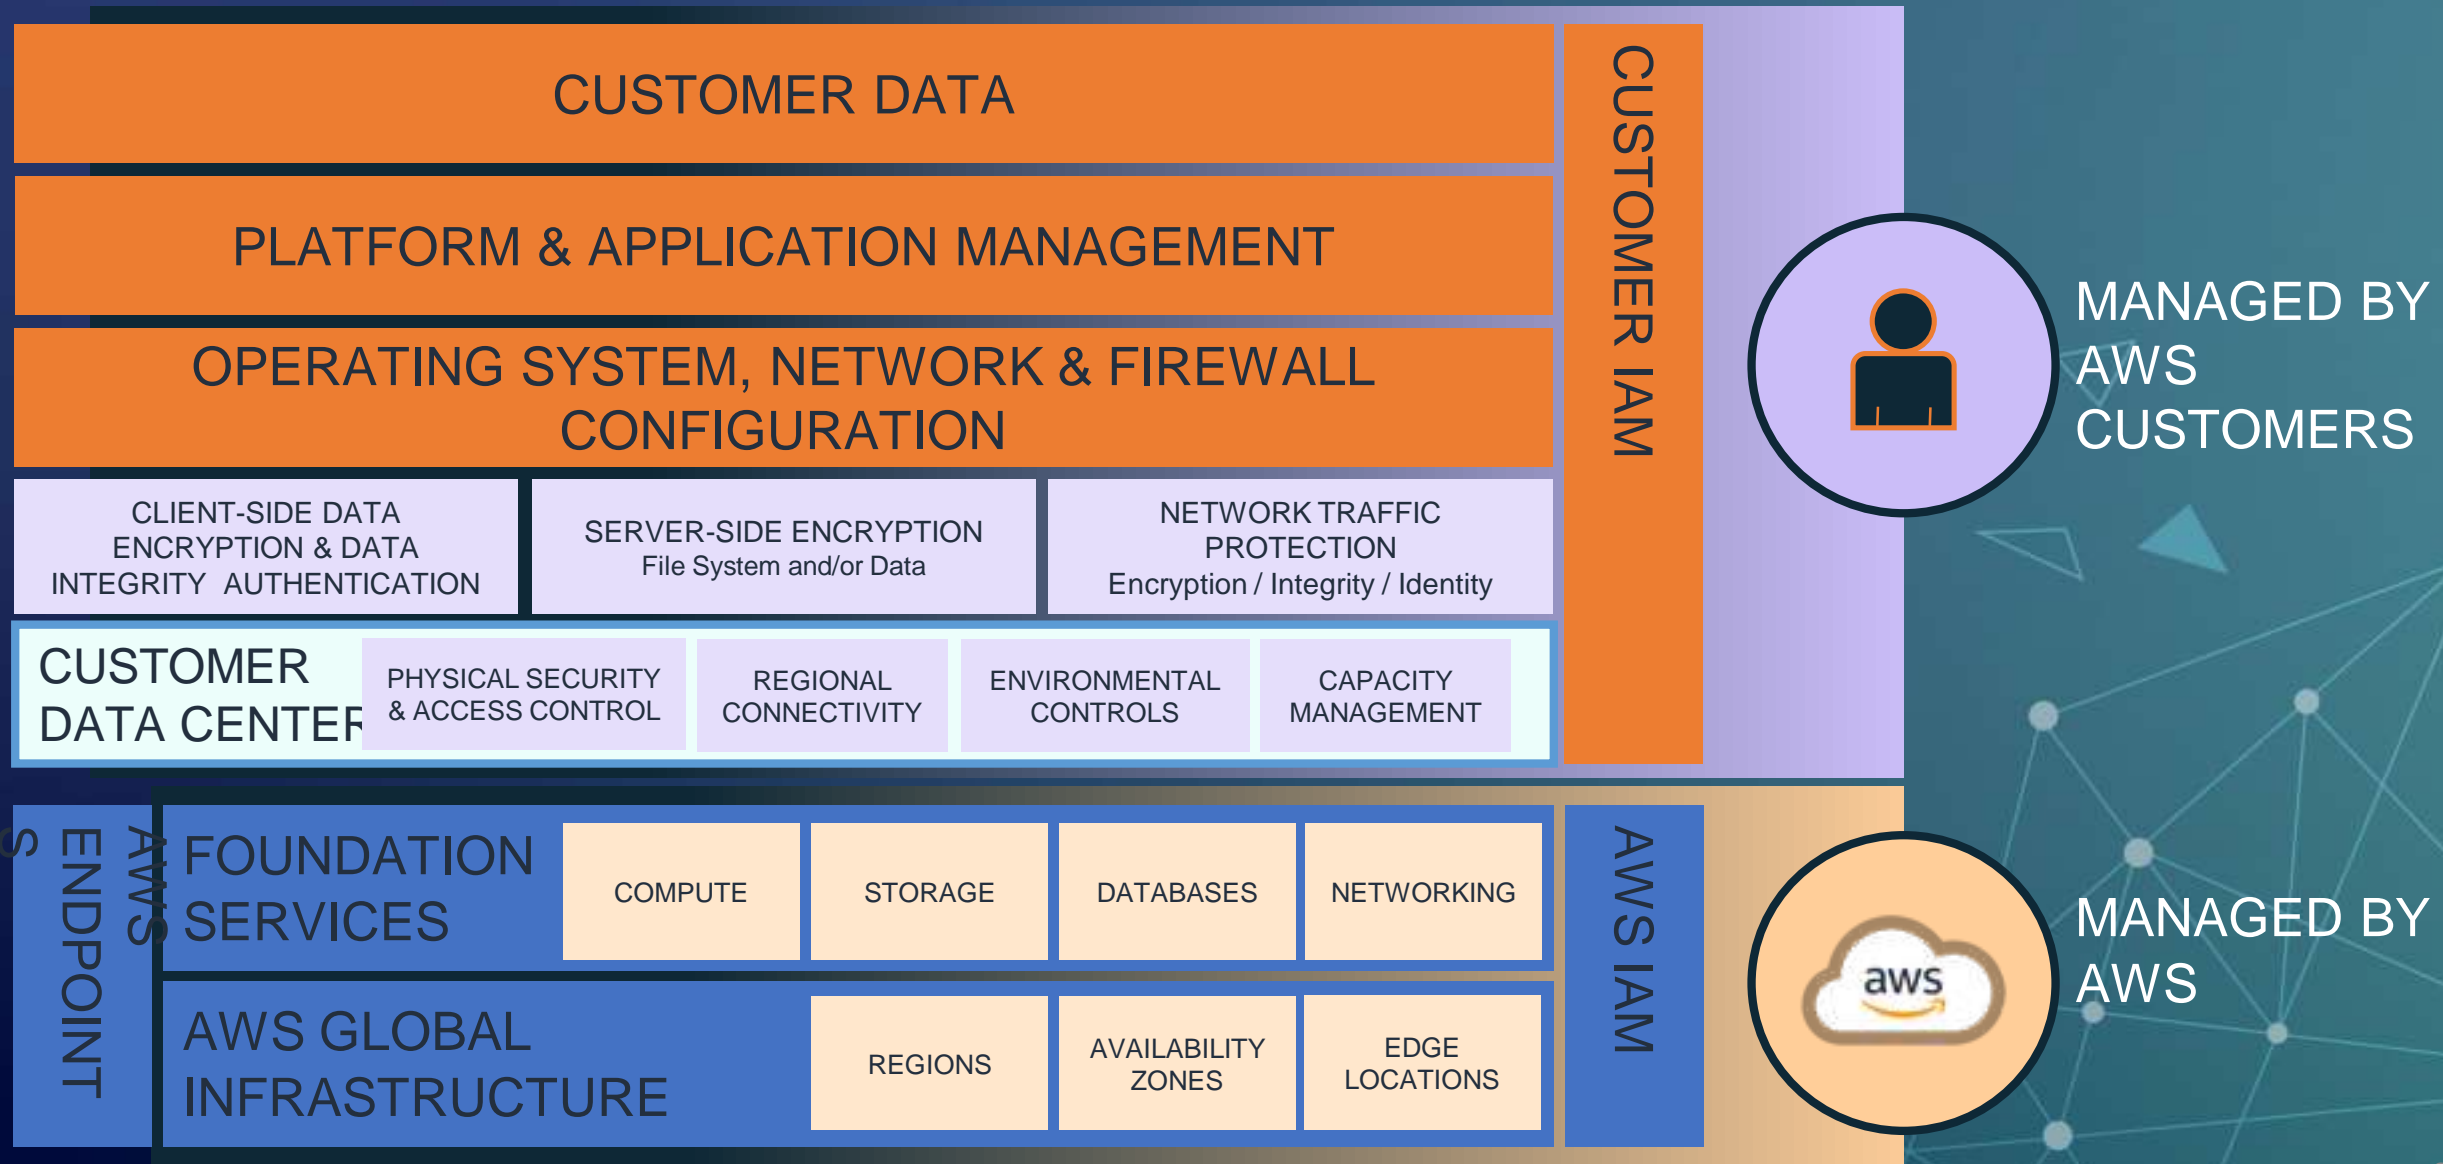 CUSTOMER DATA
CUSTOMER IAM
PLATFORM & APPLICATION MANAGEMENT
OPERATING SYSTEM, NETWORK & FIREWALL
CONFIGURATION
MANAGED BY
AWS
CUSTOMERS
CLIENT-SIDE DATA
ENCRYPTION & DATA
INTEGRITY AUTHENTICATION
SERVER-SIDE ENCRYPTION
File System and/or Data
NETWORK TRAFFIC
PROTECTION
Encryption / Integrity / Identity
CUSTOMER
DATA CENTER
PHYSICAL SECURITY
& ACCESS CONTROL
REGIONAL
CONNECTIVITY
ENVIRONMENTAL
CONTROLS
CAPACITY
MANAGEMENT
AWS
ENDPOINT
S
FOUNDATION
SERVICES
COMPUTE
STORAGE
DATABASES
NETWORKING
AWS IAM
AWS GLOBAL
INFRASTRUCTURE
REGIONS
AVAILABILITY
ZONES
EDGE
LOCATIONS
aws
MANAGED BY
AWS